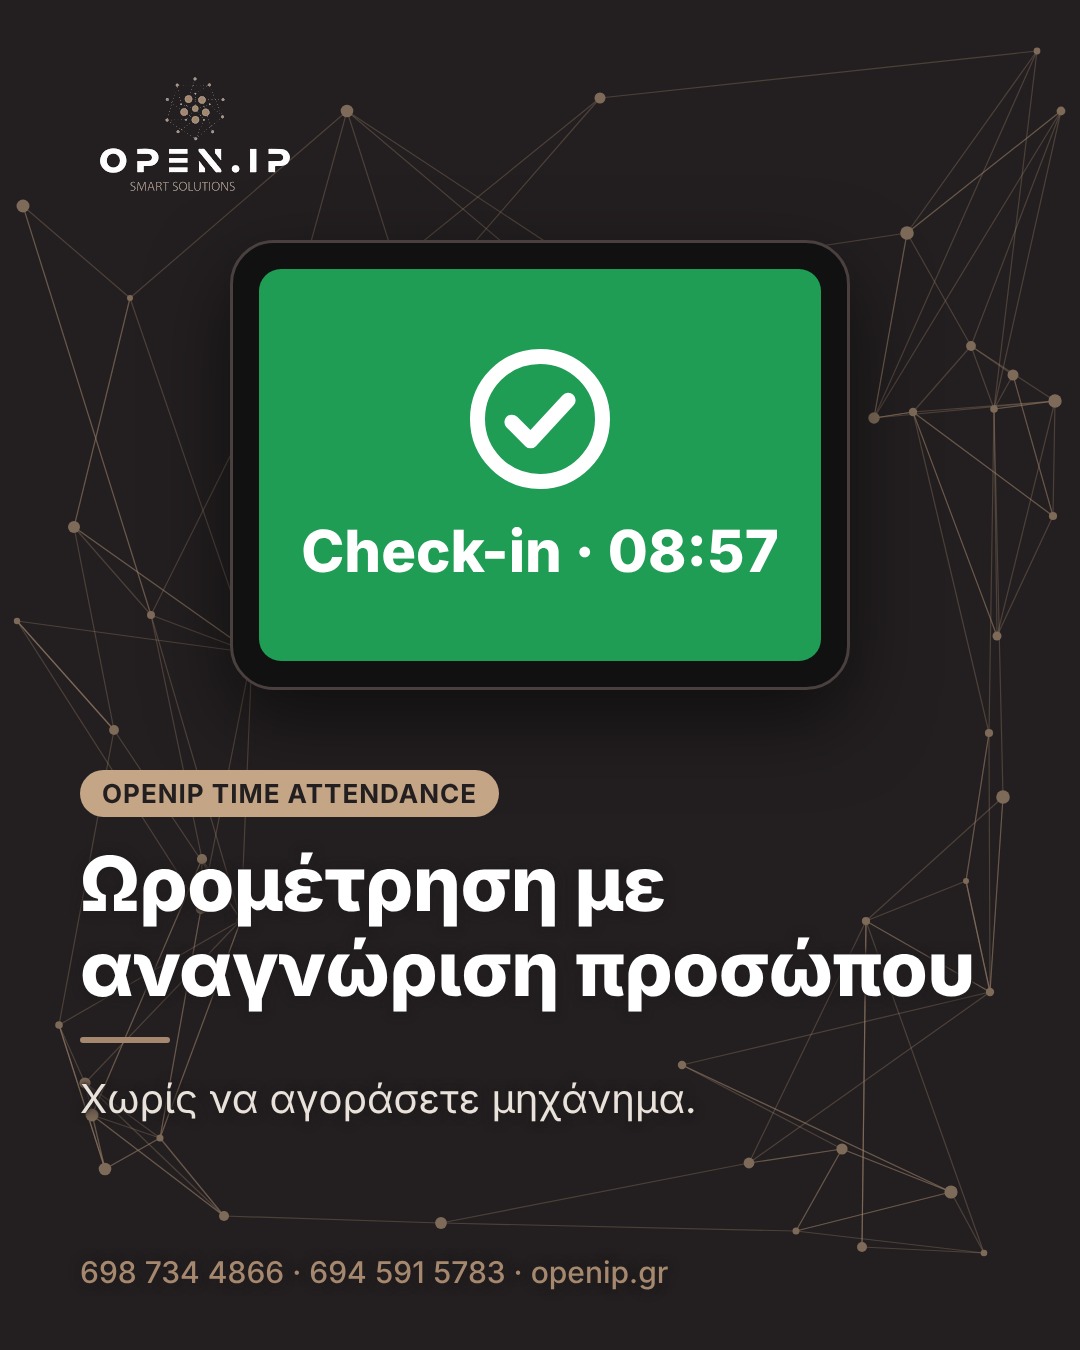 OPEN.IP
SMART SOLUTIONS
Check-in · 08:57
OPENIP TIME ATTENDANCE
Ωρομέτρηση με
αναγνώριση προσώπου
Χωρίς να αγοράσετε μηχάνημα.
698 734 4866 · 694 591 5783 · openip.gr